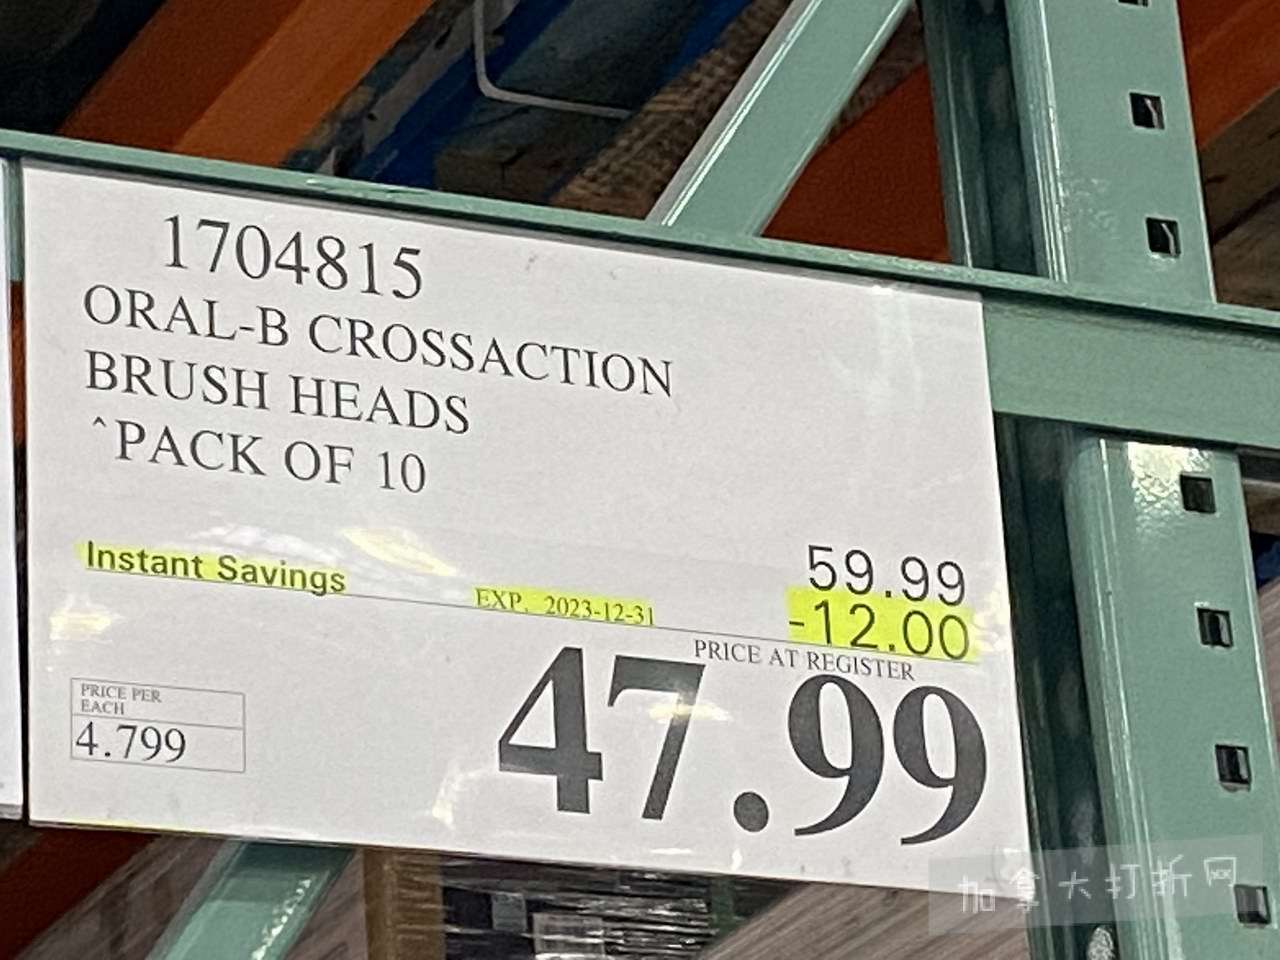 1704815
ORAL-B CROSSACTION
BRUSH HEADS
^PACK OF 10
59.99
Instant Savings EXP. 2023-12-31 -12.00
PRICE AT REGISTER
47.99
PRICE PER
EACH
4.799
加拿大打折网